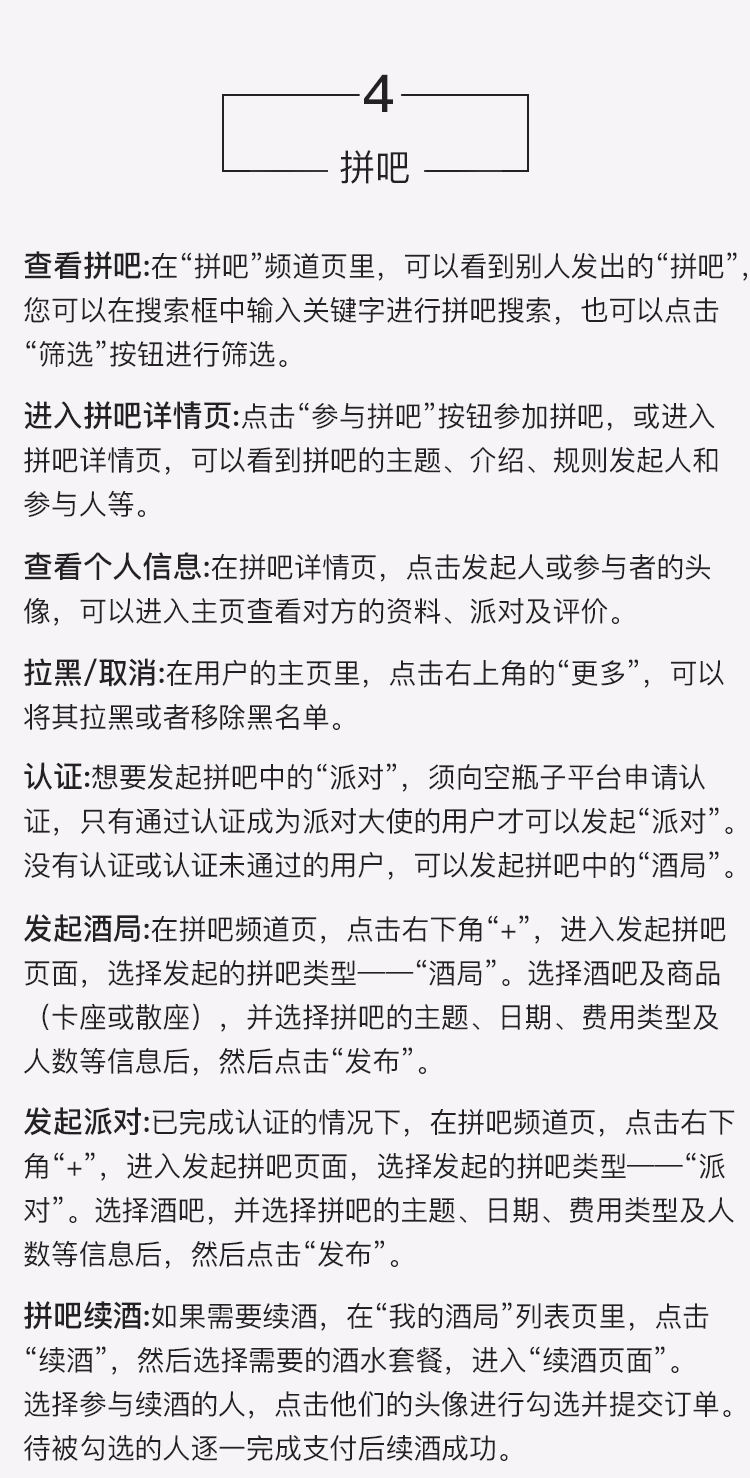 4
拼吧
查看拼吧:在“拼吧”频道页里，可以看到别人发出的“拼吧”，
您可以在搜索框中输入关键字进行拼吧搜索，也可以点击
“筛选”按钮进行筛选。
进入拼吧详情页:点击“参与拼吧”按钮参加拼吧，或进入
拼吧详情页，可以看到拼吧的主题、介绍、规则发起人和
参与人等。
查看个人信息:在拼吧详情页，点击发起人或参与者的头
像，可以进入主页查看对方的资料、派对及评价。
拉黑/取消:在用户的主页里，点击右上角的“更多”，可以
将其拉黑或者移除黑名单。
认证:想要发起拼吧中的“派对”，须向空瓶子平台申请认
证，只有通过认证成为派对大使的用户才可以发起“派对”。
没有认证或认证未通过的用户，可以发起拼吧中的“酒局”。
发起酒局:在拼吧频道页，点击右下角“+”，进入发起拼吧
页面，选择发起的拼吧类型——“酒局”。选择酒吧及商品
（卡座或散座），并选择拼吧的主题、日期、费用类型及
人数等信息后，然后点击“发布”。
发起派对:已完成认证的情况下，在拼吧频道页，点击右下
角“+”，进入发起拼吧页面，选择发起的拼吧类型——“派
对”。选择酒吧，并选择拼吧的主题、日期、费用类型及人
数等信息后，然后点击“发布”。
拼吧续酒:如果需要续酒，在“我的酒局”列表页里，点击
“续酒”，然后选择需要的酒水套餐，进入“续酒页面”。
选择参与续酒的人，点击他们的头像进行勾选并提交订单。
待被勾选的人逐一完成支付后续酒成功。